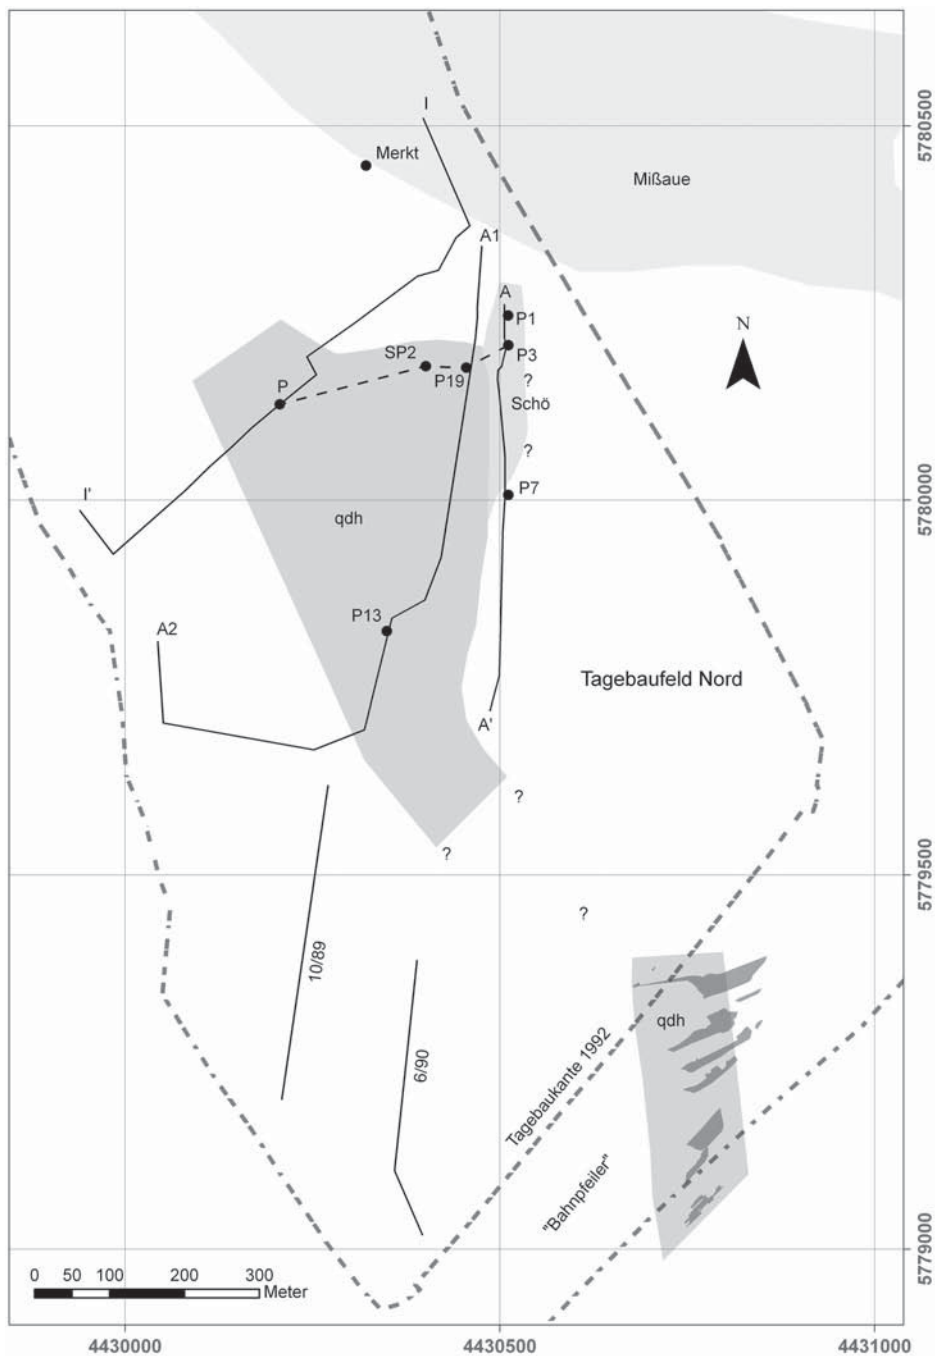 I
Merkt
Mißaue
5780500
A1
A
P1
N
P3
SP2
P19
?
P
Schö
?
I'
P7
qdh
5780000
P13
A2
Tagebaufeld Nord
A'
?
?
5779500
?
10/89
qdh
6/90
Tagebaukante 1992
"Bahnpfeiler"
5779000
0 50 100 200 300
Meter
4430000 4430500 4431000